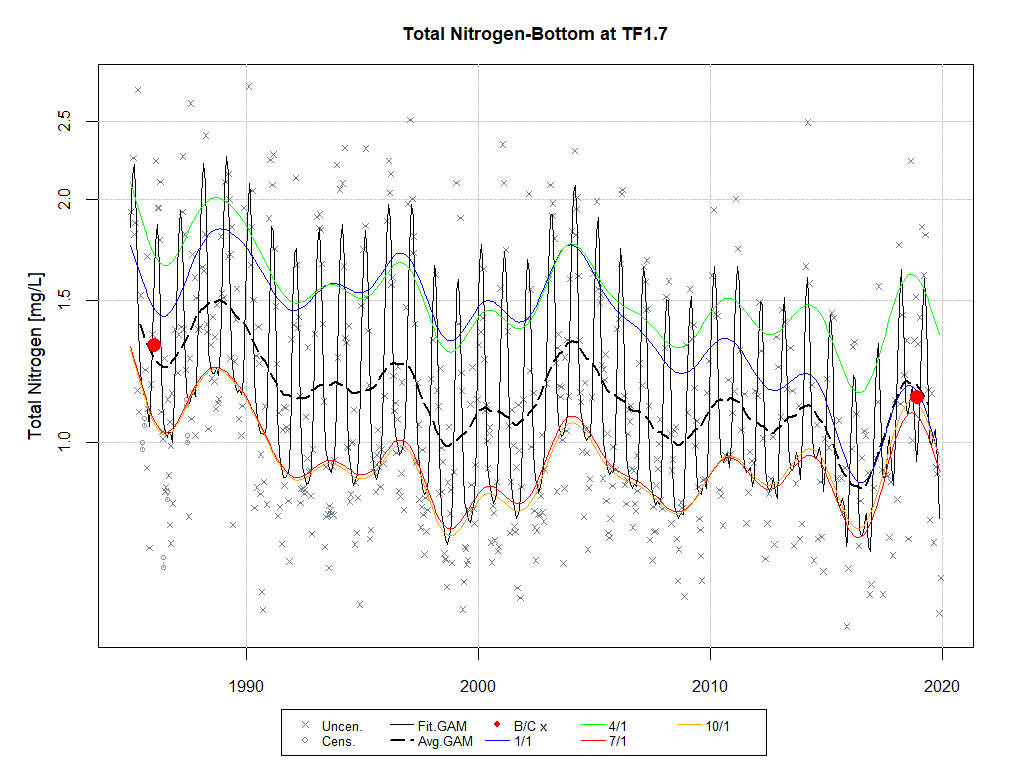 Total Nitrogen-Bottom at TF1.7
Total Nitrogen [mg/L]
2.5
2.0
1.5
1.0
1990 2000 2010 2020
Uncen. Fit.GAM B/C x 4/1 10/1
Cens. Avg.GAM 1/1 7/1